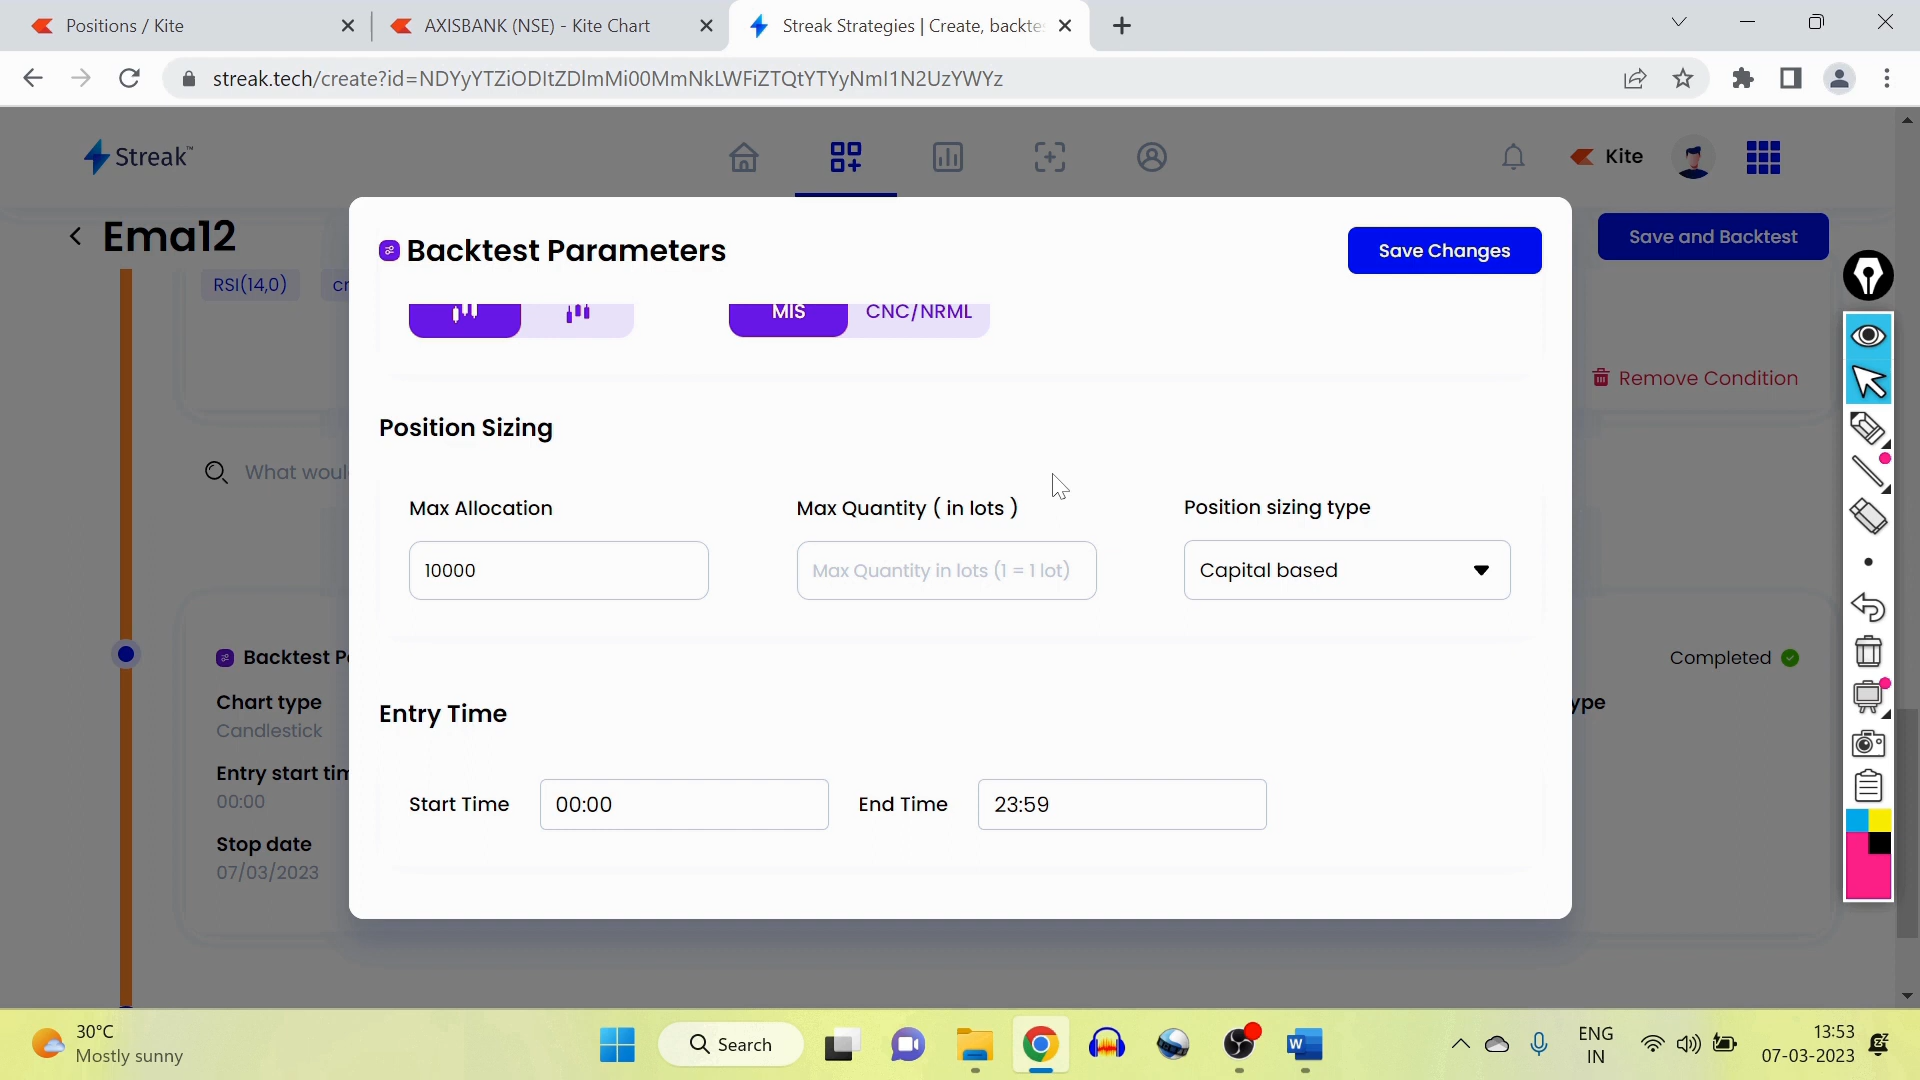 Positions / Kite
AXISBANK (NSE) - Kite Chart
Streak Strategies | Create, backte
streak.tech/create?id=NDYyYTZiODItZDlmMi00MmNkLWFiZTQtYTYyNmI1N2UzYWYz
Streak™
Kite
Ema12
Save and Backtest
Backtest Parameters
Save Changes
RSI(14,0)
cr
MIS
CNC/NRML
Remove Condition
Position Sizing
What woul
Max Allocation
Max Quantity ( in lots )
Position sizing type
10000
Max Quantity in lots (1 = 1 lot)
Capital based
Backtest P
Completed
Chart type
Candlestick
ype
Entry Time
Entry start tim
00:00
Start Time
00:00
End Time
23:59
Stop date
07/03/2023
30°C
Mostly sunny
Search
ENG
IN
13:53
07-03-2023